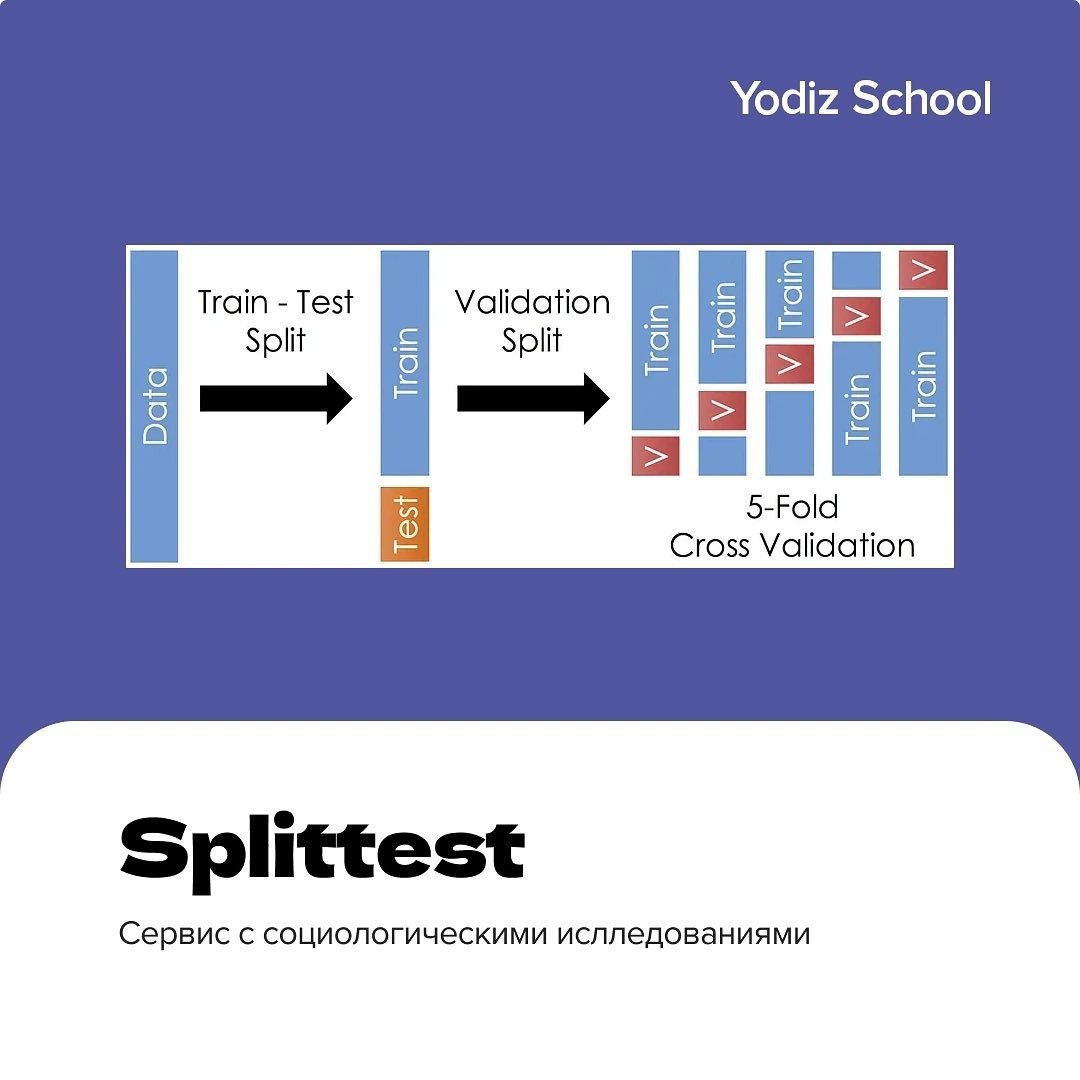 Yodiz School
Data
Train - Test
Split
Train
Test
Validation
Split
Train
V
Train
V
Train
V
V
Train
V
Train
5-Fold
Cross Validation
Splittest
Сервис с социологическими ислледованиями